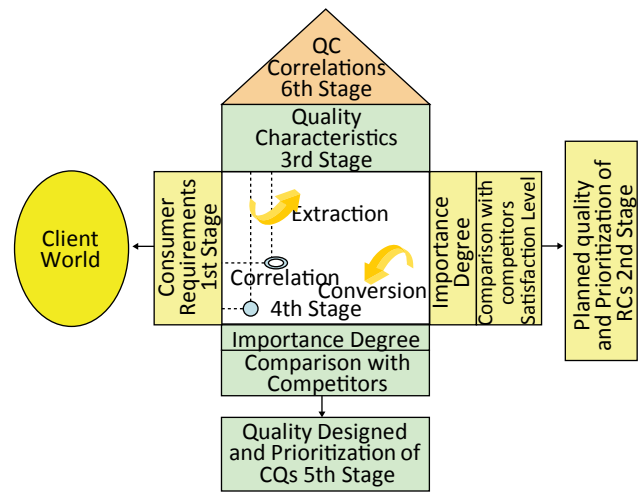 QC
Correlations
6th Stage
Quality
Characteristics
3rd Stage
Client
World
Consumer
Requirements
1st Stage
Extraction
Correlation
Conversion
4th Stage
Importance
Degree
Comparison with
competitors
Satisfaction Level
Planned quality
and Prioritization of
RCs 2nd Stage
Importance Degree
Comparison with
Competitors
Quality Designed
and Prioritization of
CQs 5th Stage